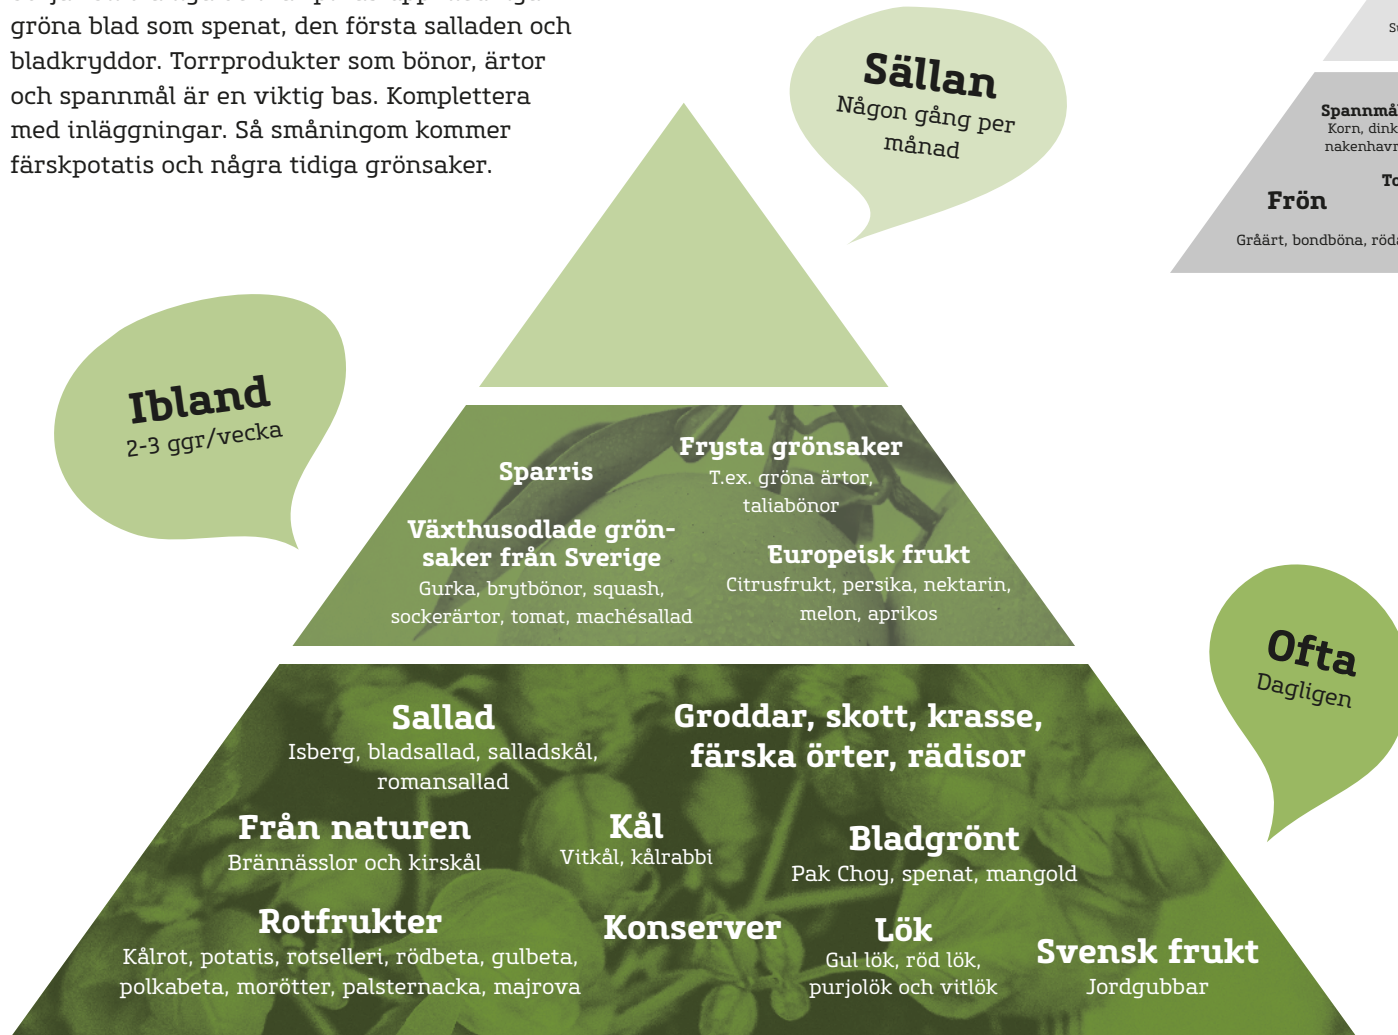 gröna blad som spenat, den första salladen och
bladkryddor. Torrprodukter som bönor, ärtor
och spannmål är en viktig bas. Komplettera
med inläggningar. Så småningom kommer
färskpotatis och några tidiga grönsaker.
Sällan
Någon gång per
månad
Frön
Gråärt, bondböna,
Ibland
2-3 ggr/vecka
Sparris
Frysta grönsaker
T.ex. gröna ärtor,
taliabönor
Växthusodlade grön-
saker från Sverige
Gurka, brytbönor, squash,
sockerärtor, tomat, machésallad
Europeisk frukt
Citrusfrukt, persika, nektarin,
melon, aprikos
Ofta
Dagligen
Sallad
Isberg, bladsallad, salladskål,
romansallad
Groddar, skott, krasse,
färska örter, rädisor
Från naturen
Brännässlor och kirskål
Kål
Vitkål, kålrabbi
Bladgrönt
Pak Choy, spenat, mangold
Rotfrukter
Kålrot, potatis, rotselleri, rödbeta, gulbeta,
polkabeta, morötter, palsternacka, majrova
Konserver
Lök
Gul lök, röd lök,
purjolök och vitlök
Svensk frukt
Jordgubbar